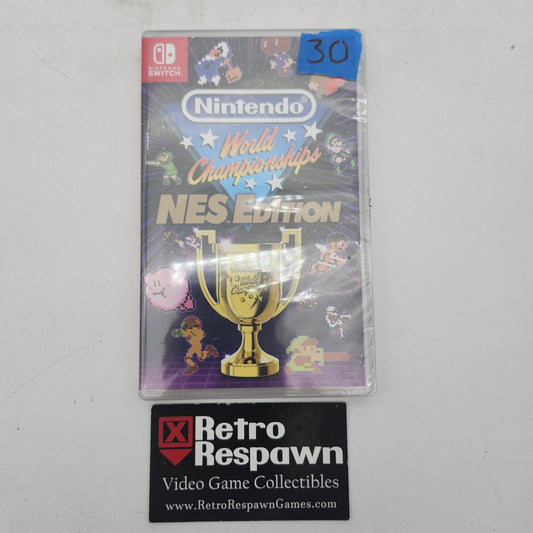 30
NINTENDO
SWITCH
Nintendo®
World
Championships
NES EDITION
X Retro
Respawn
Video Game Collectibles
www.RetroRespawnGames.com